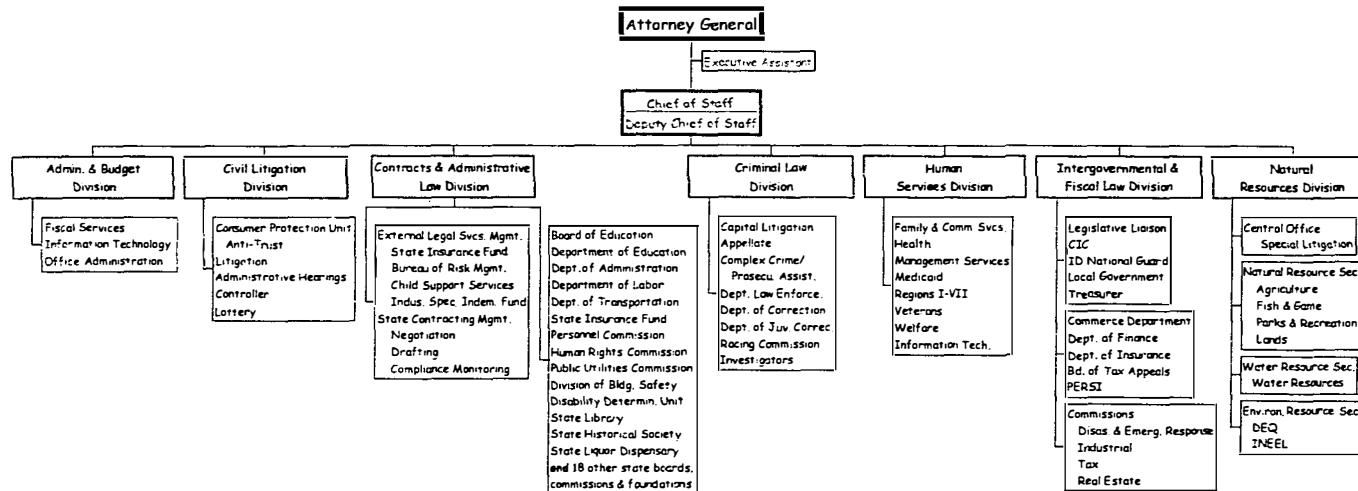 Attorney General
Executive Assistant
Chief of Staff
Deputy Chief of Staff
Admin. & Budget
Division
Fiscal Services
Information Technology
Office Administration
Civil Litigation
Division
Consumer Protection Unit
Anti-Trust
Litigation
Administrative Hearings
Controller
Lottery
Contracts & Administrative
Law Division
External Legal Svcs. Mgmt.
State Insurance Fund
Bureau of Risk Mgmt.
Child Support Services
Indus. Spec. Indem. Fund
State Contracting Mgmt.
Negotiation
Drafting
Compliance Monitoring
Board of Education
Department of Education
Dept. of Administration
Department of Labor
Dept. of Transportation
State Insurance Fund
Personnel Commission
Human Rights Commission
Public Utilities Commission
Division of Bldg. Safety
Disability Determin. Unit
State Library
State Historical Society
State Liquor Dispensary
and 18 other state boards,
commissions & foundations
Criminal Law
Division
Capital Litigation
Appellate
Complex Crime/
Prosecu. Assist.
Dept. Law Enforce.
Dept. of Correction
Dept. of Juv. Correc.
Racing Commission
Investigators
Human
Services Division
Family & Comm Svcs.
Health
Management Services
Medicaid
Regions I-VII
Veterans
Welfare
Information Tech.
Intergovernmental &
Fiscal Law Division
Legislative Liaison
CIC
ID National Guard
Local Government
Treasurer
Commerce Department
Dept. of Finance
Dept. of Insurance
Bd. of Tax Appeals
PERSI
Commissions
Disas. & Emerg. Response
Industrial
Tax
Real Estate
Natural
Resources Division
Central Office
Special Litigation
Natural Resource Sec.
Agriculture
Fish & Game
Parks & Recreation
Lands
Water Resource Sec.
Water Resources
Environ. Resource Sec.
DEQ
INEEL